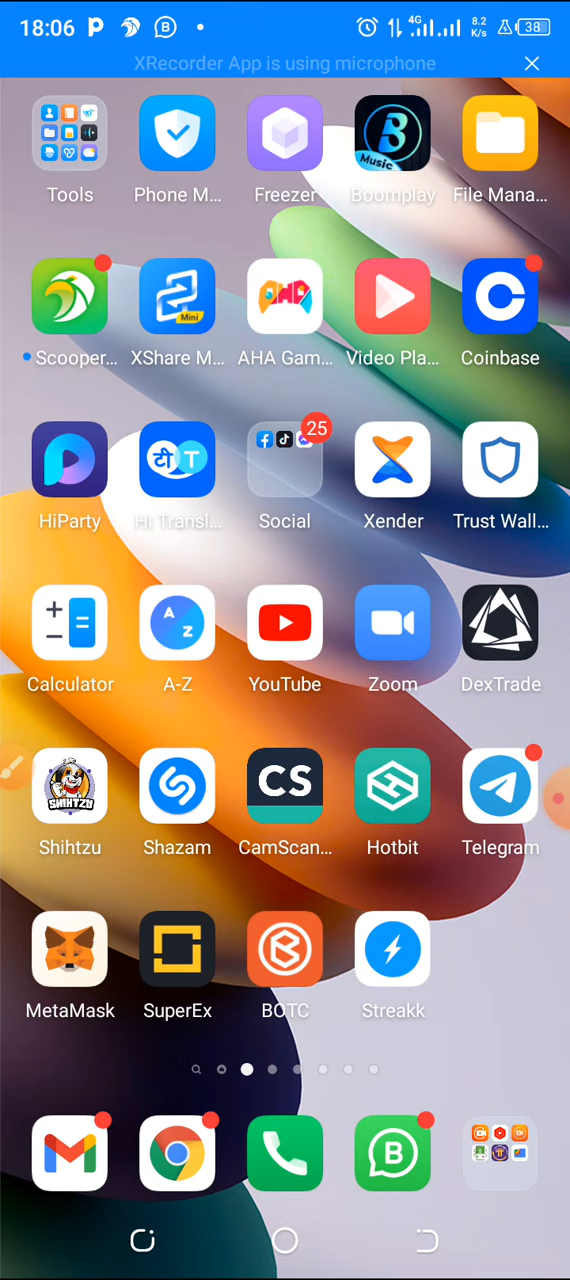 18:06 4G 8.2 K/s 38
XRecorder App is using microphone
Music
Tools Phone M... Freezer Boomplay File Mana...
Mini
Scooper... XShare M... AHA Gam... Video Pla... Coinbase
25
टी T
HiParty Hi Transl... Social Xender Trust Wall...
A Z
Calculator A-Z YouTube Zoom DexTrade
SHIHTZU CS
Shihtzu Shazam CamScan... Hotbit Telegram
MetaMask SuperEx BOTC Streakk
B